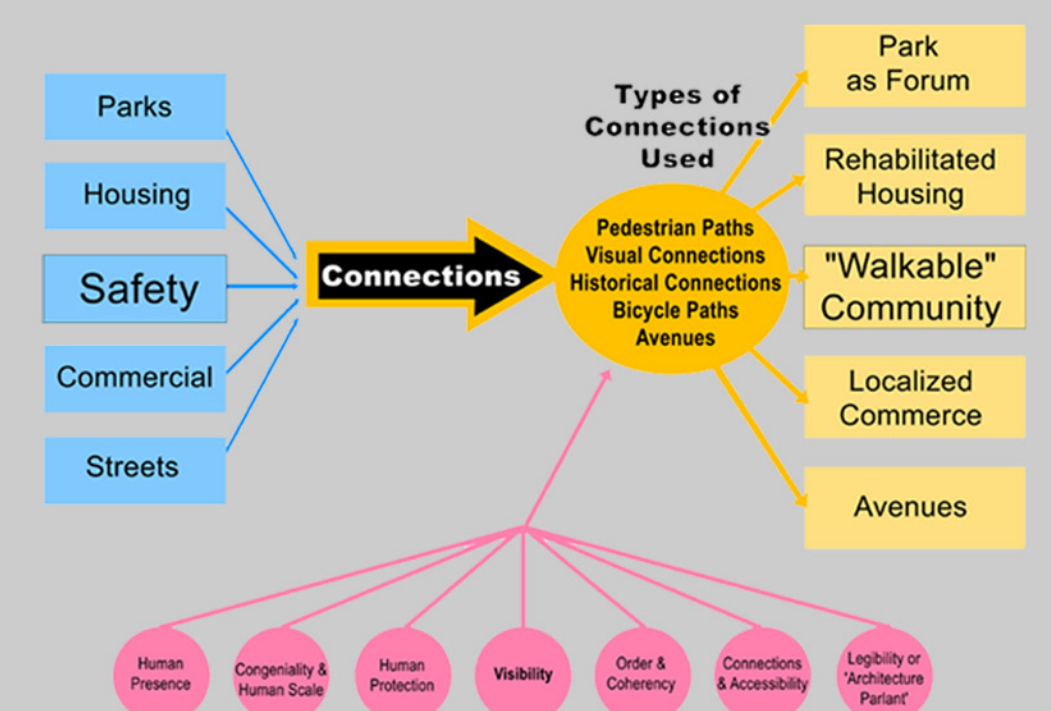 Parks
Housing
Safety
Commercial
Streets
Connections
Types of
Connections
Used
Pedestrian Paths
Visual Connections
Historical Connections
Bicycle Paths
Avenues
Park
as Forum
Rehabilitated
Housing
"Walkable"
Community
Localized
Commerce
Avenues
Human
Presence
Congeniality &
Human Scale
Human
Protection
Visibility
Order &
Coherency
Connections
& Accessibility
Legibility or
'Architecture
Parlant'